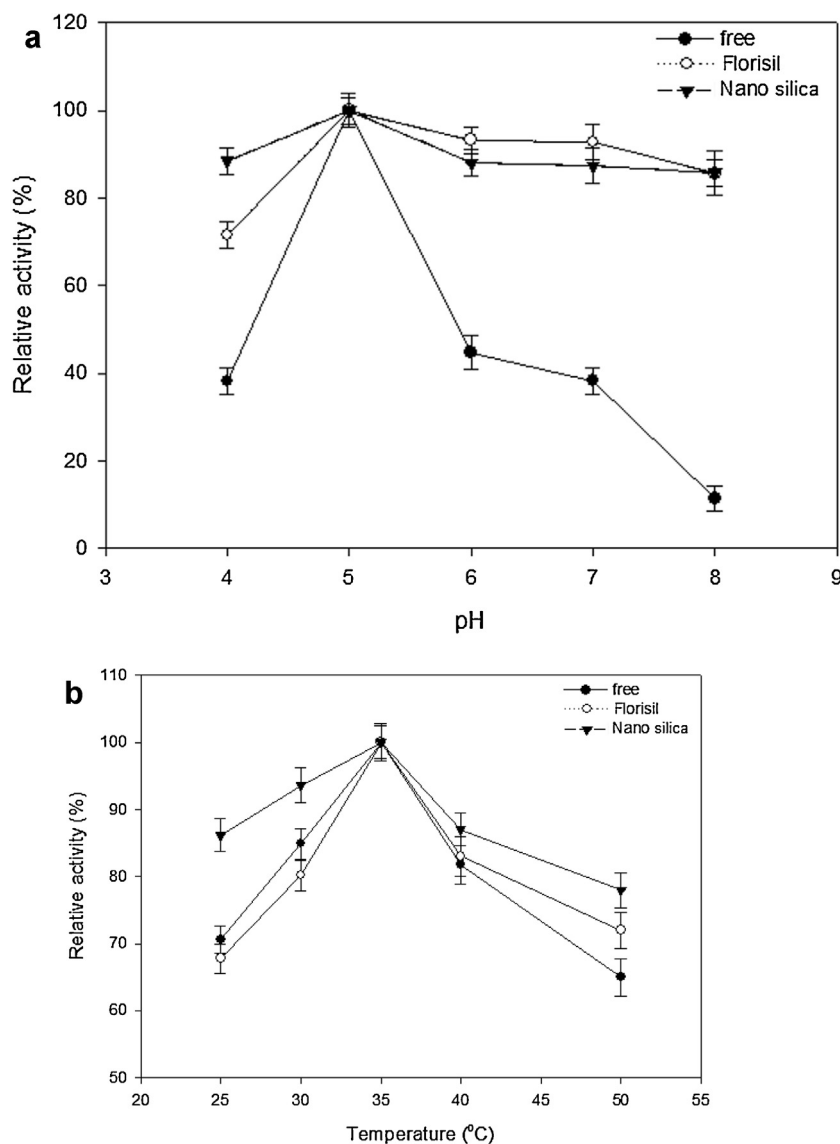 a
120
100
80
60
40
20
0
Relative activity (%)
free
Florisil
Nano silica
3 4 5 6 7 8 9
pH
b
110
100
90
80
70
60
50
Relative activity (%)
free
Florisil
Nano silica
20 25 30 35 40 45 50 55
Temperature (°C)